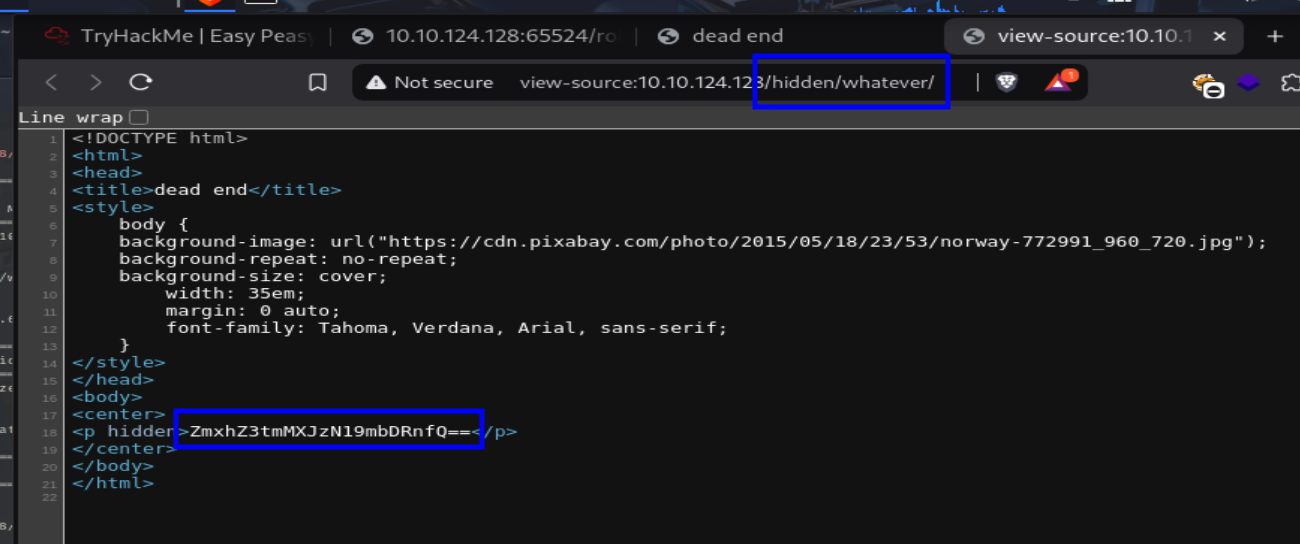 TryHackMe | Easy Peas
10.10.124.128:65524/ro
dead end
view-source:10.10.1
Not secure view-source:10.10.124.128/hidden/whatever/
1
Line wrap
1 <!DOCTYPE html>
2 <html>
3 <head>
4 <title>dead end</title>
5 <style>
6 body {
7 background-image: url("https://cdn.pixabay.com/photo/2015/05/18/23/53/norway-772991_960_720.jpg");
8 background-repeat: no-repeat;
9 background-size: cover;
10 width: 35em;
11 margin: 0 auto;
12 font-family: Tahoma, Verdana, Arial, sans-serif;
13 }
14 </style>
15 </head>
16 <body>
17 <center>
18 <p hidden>ZmxhZ3tmMXJzN19mbDRnfQ==</p>
19 </center>
20 </body>
21 </html>
22